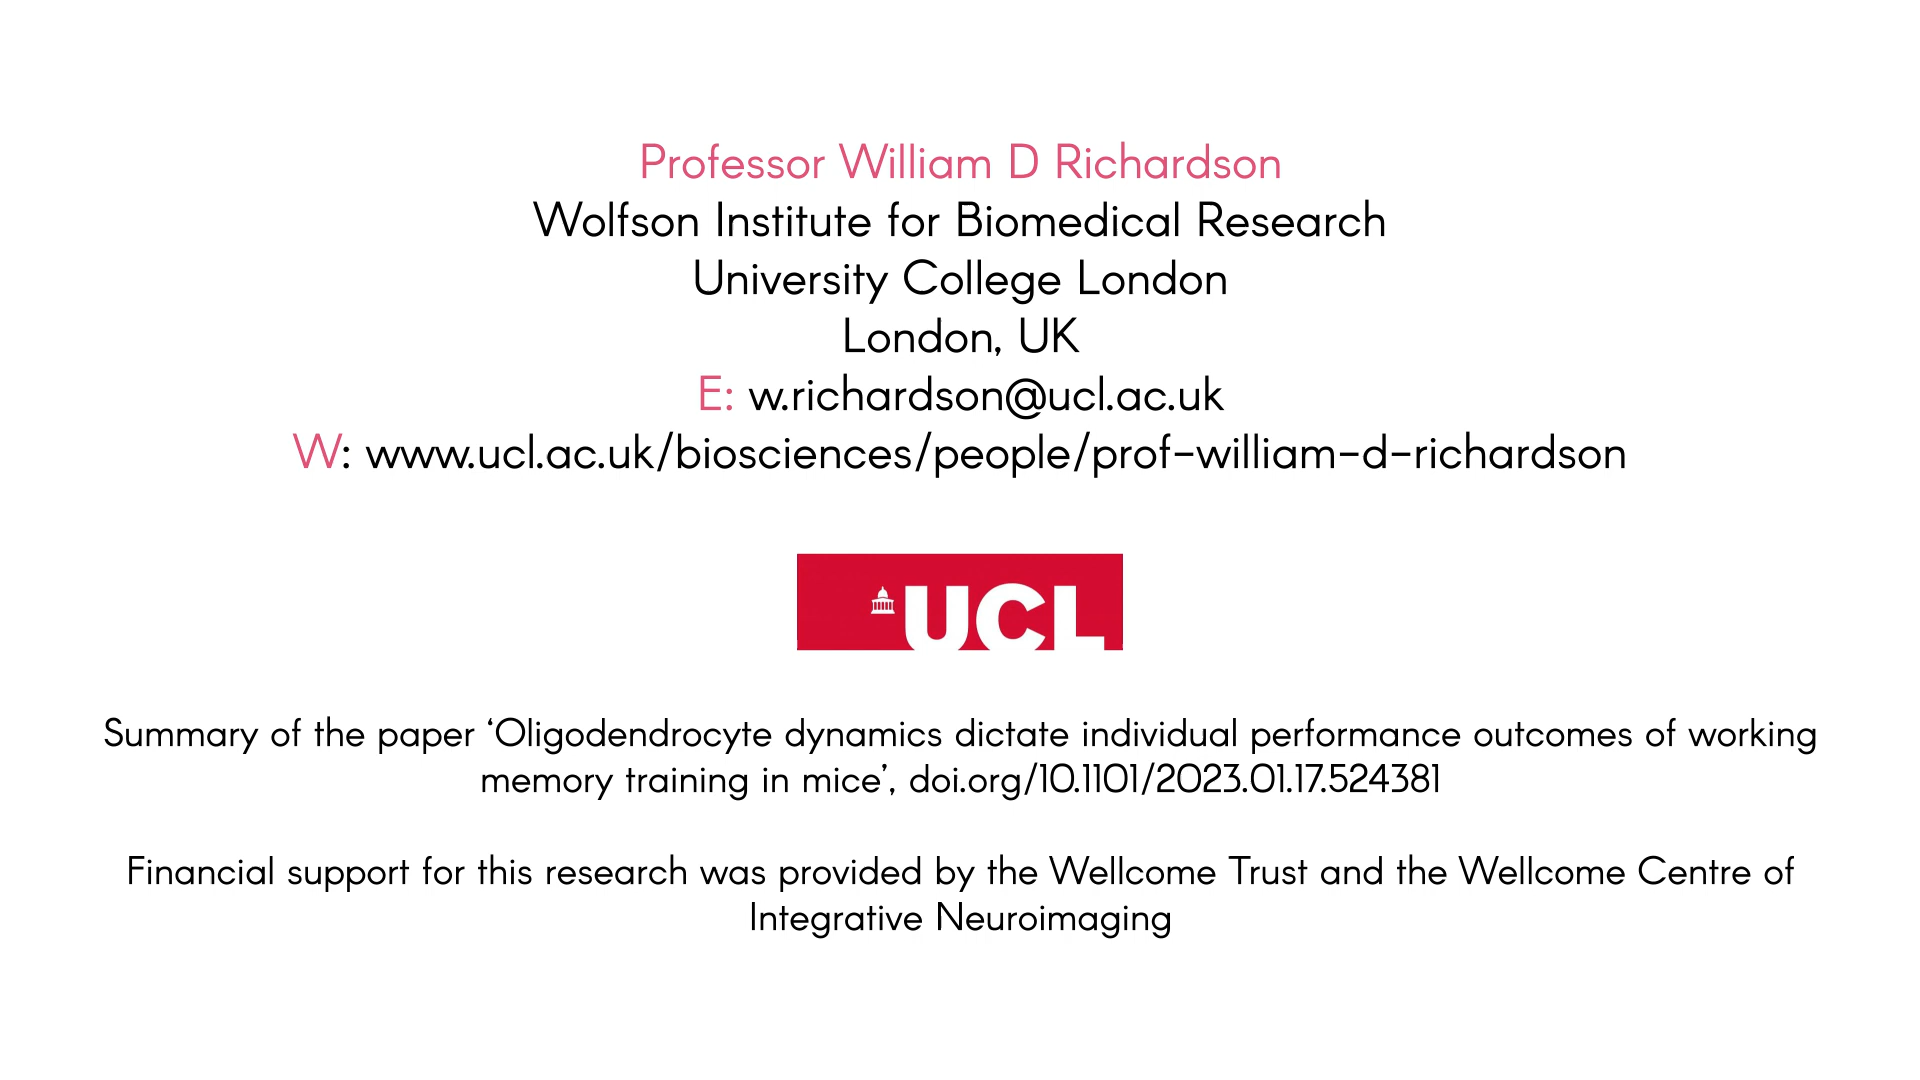 Professor William D Richardson
Wolfson Institute for Biomedical Research
University College London
London, UK
E: w.richardson@ucl.ac.uk
W: www.ucl.ac.uk/biosciences/people/prof-william-d-richardson
UCL
Summary of the paper ‘Oligodendrocyte dynamics dictate individual performance outcomes of working
memory training in mice’, doi.org/10.1101/2023.01.17.524381
Financial support for this research was provided by the Wellcome Trust and the Wellcome Centre of
Integrative Neuroimaging